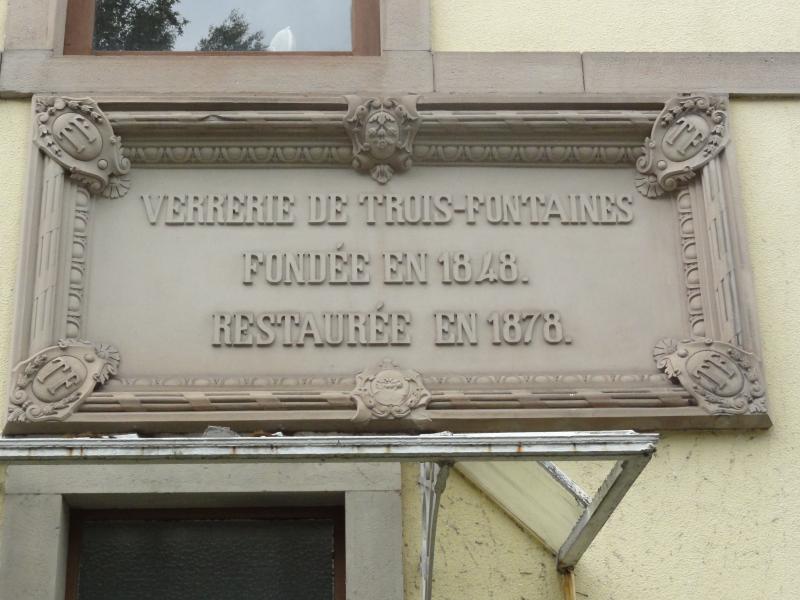 VERRERIE DE TROIS-FONTAINES
FONDÉE EN 1848.
RESTAURÉE EN 1878.